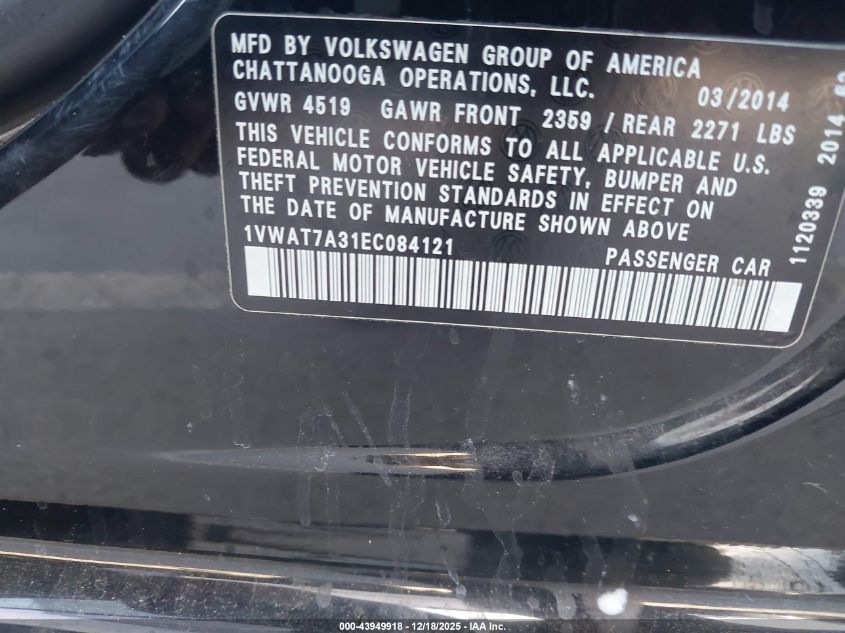 MFD BY VOLKSWAGEN GROUP OF AMERICA
CHATTANOOGA OPERATIONS, LLC. 03/2014
GVWR 4519 GAWR FRONT 2359 / REAR 2271 LBS
THIS VEHICLE CONFORMS TO ALL APPLICABLE U.S.
FEDERAL MOTOR VEHICLE SAFETY, BUMPER AND
THEFT PREVENTION STANDARDS IN EFFECT ON
THE DATE OF MANUFACTURE SHOWN ABOVE
1VWAT7A31EC084121 PASSENGER CAR
1120339 2014
000-43949918 - 12/18/2025 - IAA Inc.